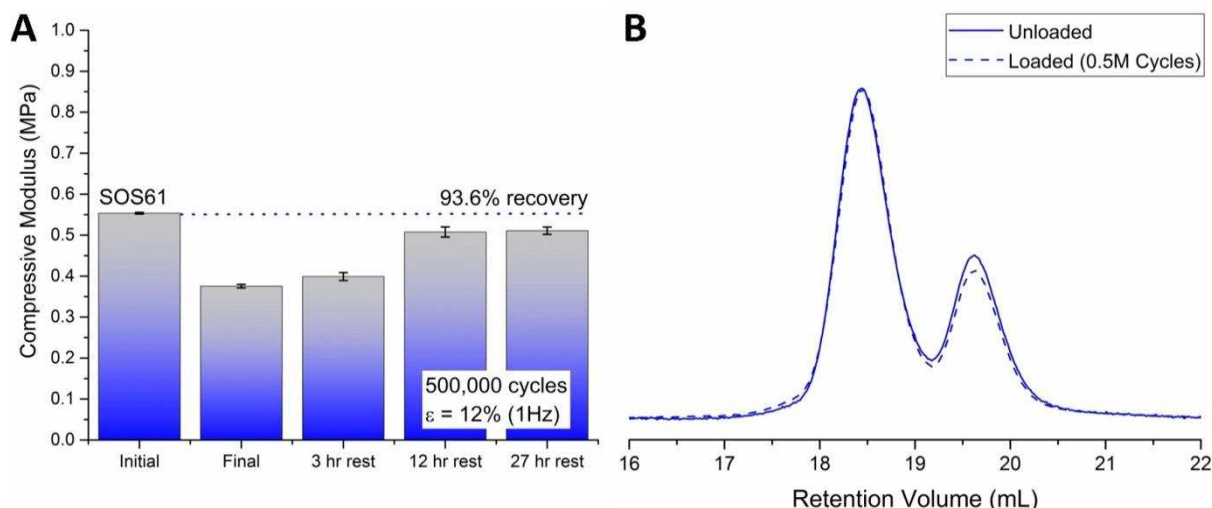 A
Compressive Modulus (MPa)
1.0
0.9
0.8
0.7
0.6
0.5
0.4
0.3
0.2
0.1
0.0
SOS61
93.6% recovery
500,000 cycles
ε = 12% (1Hz)
Initial Final 3 hr rest 12 hr rest 27 hr rest
B
Unloaded
Loaded (0.5M Cycles)
16 17 18 19 20 21 22
Retention Volume (mL)